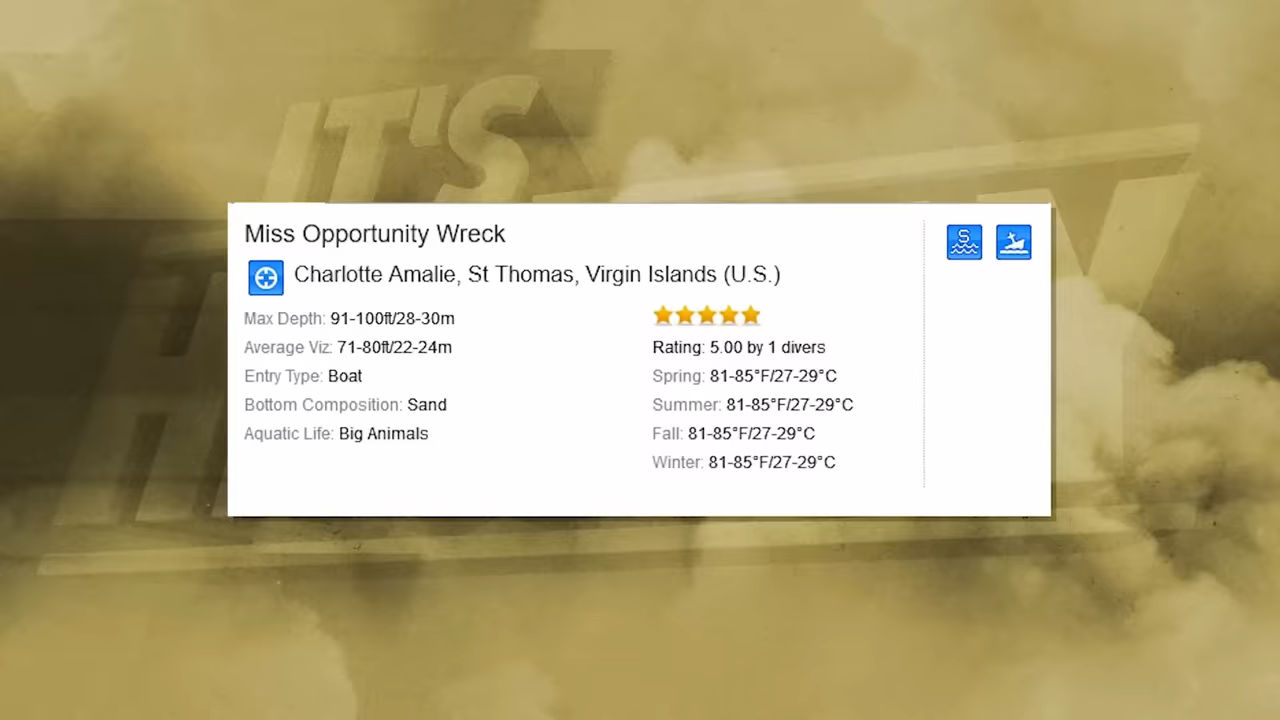 IT'S
Miss Opportunity Wreck
Charlotte Amalie, St Thomas, Virgin Islands (U.S.)
Max Depth: 91-100ft/28-30m
Average Viz: 71-80ft/22-24m
Entry Type: Boat
Bottom Composition: Sand
Aquatic Life: Big Animals
Rating: 5.00 by 1 divers
Spring: 81-85°F/27-29°C
Summer: 81-85°F/27-29°C
Fall: 81-85°F/27-29°C
Winter: 81-85°F/27-29°C
S